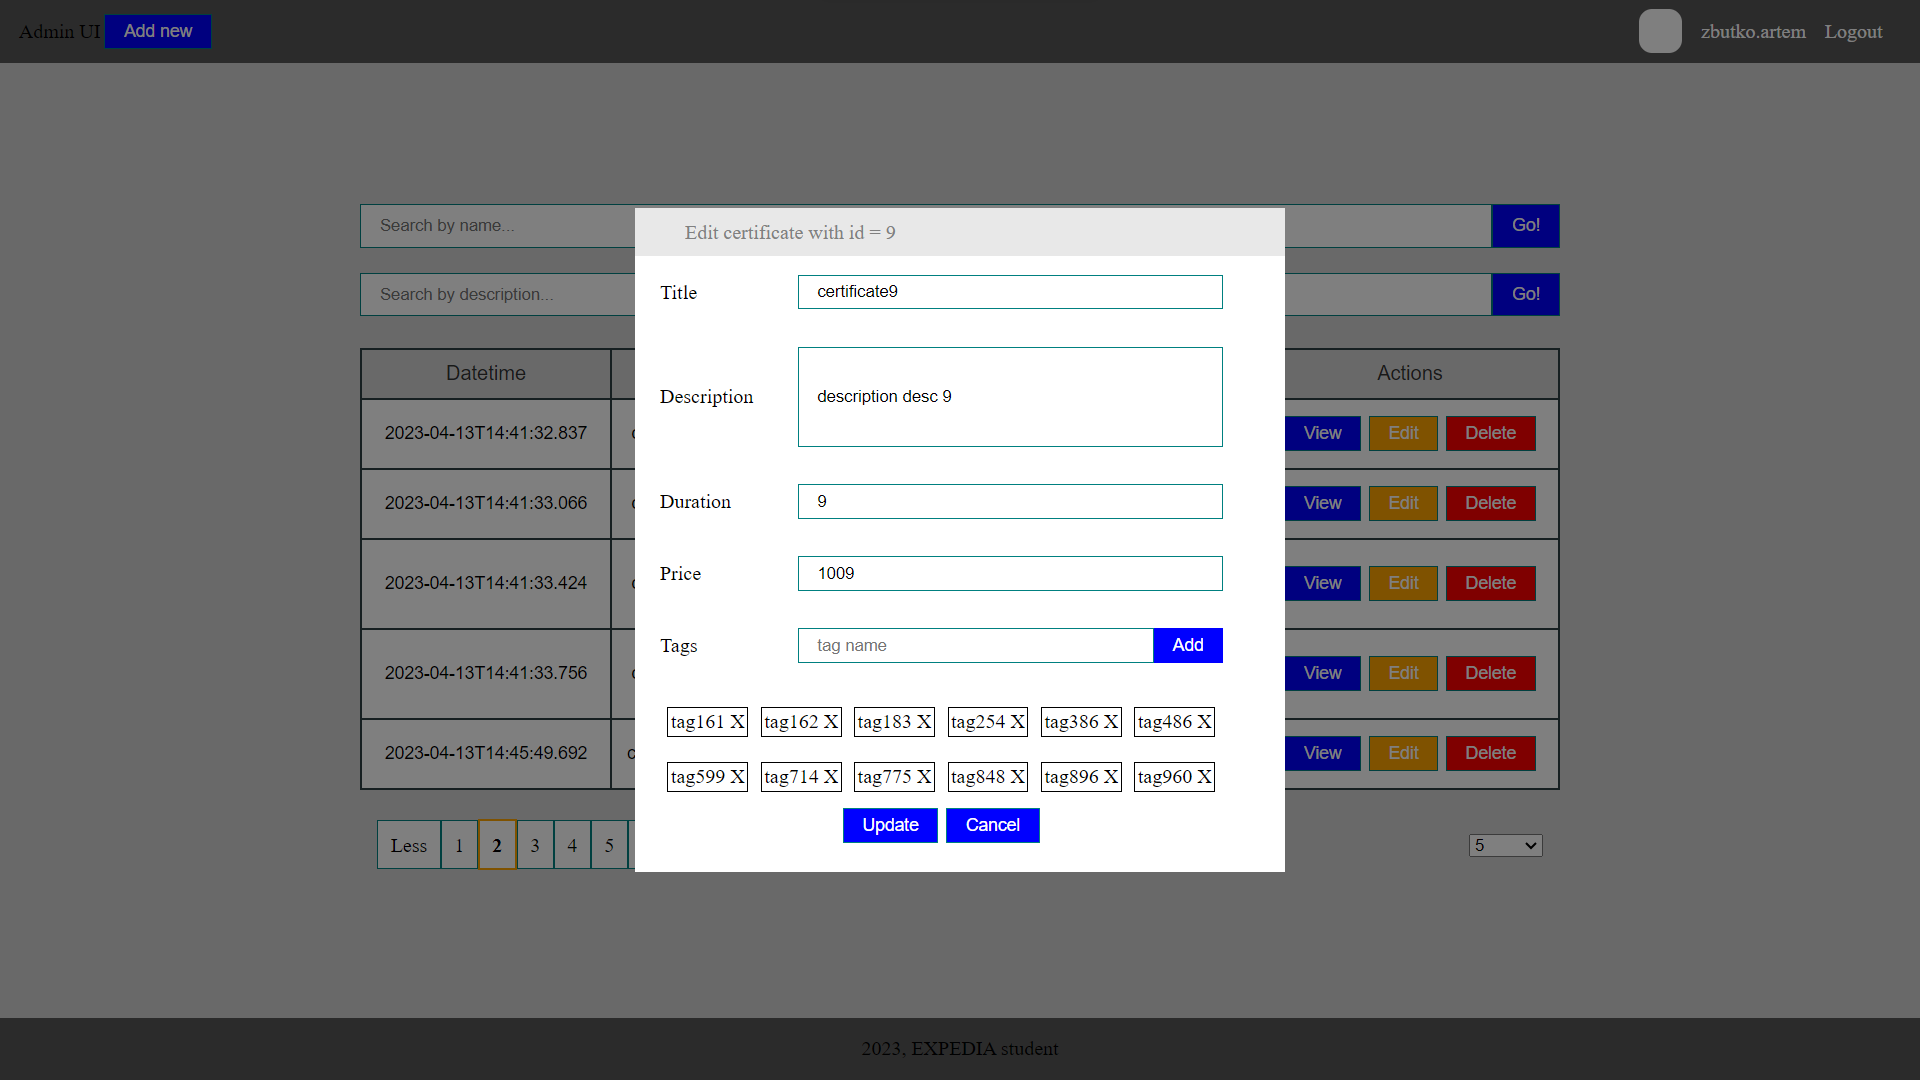 Admin UI Add new zbutko.artem Logout
Search by name... Go!
Edit certificate with id = 9
Search by description... Go!
Title certificate9
Datetime Actions
Description description desc 9
2023-04-13T14:41:32.837 View Edit Delete
2023-04-13T14:41:33.066 View Edit Delete
Duration 9
Price 1009
2023-04-13T14:41:33.424 View Edit Delete
Tags tag name Add
2023-04-13T14:41:33.756 View Edit Delete
tag161 X tag162 X tag183 X tag254 X tag386 X tag486 X
2023-04-13T14:45:49.692 View Edit Delete
tag599 X tag714 X tag775 X tag848 X tag896 X tag960 X
Update Cancel
Less 1 2 3 4 5 5
2023, EXPEDIA student